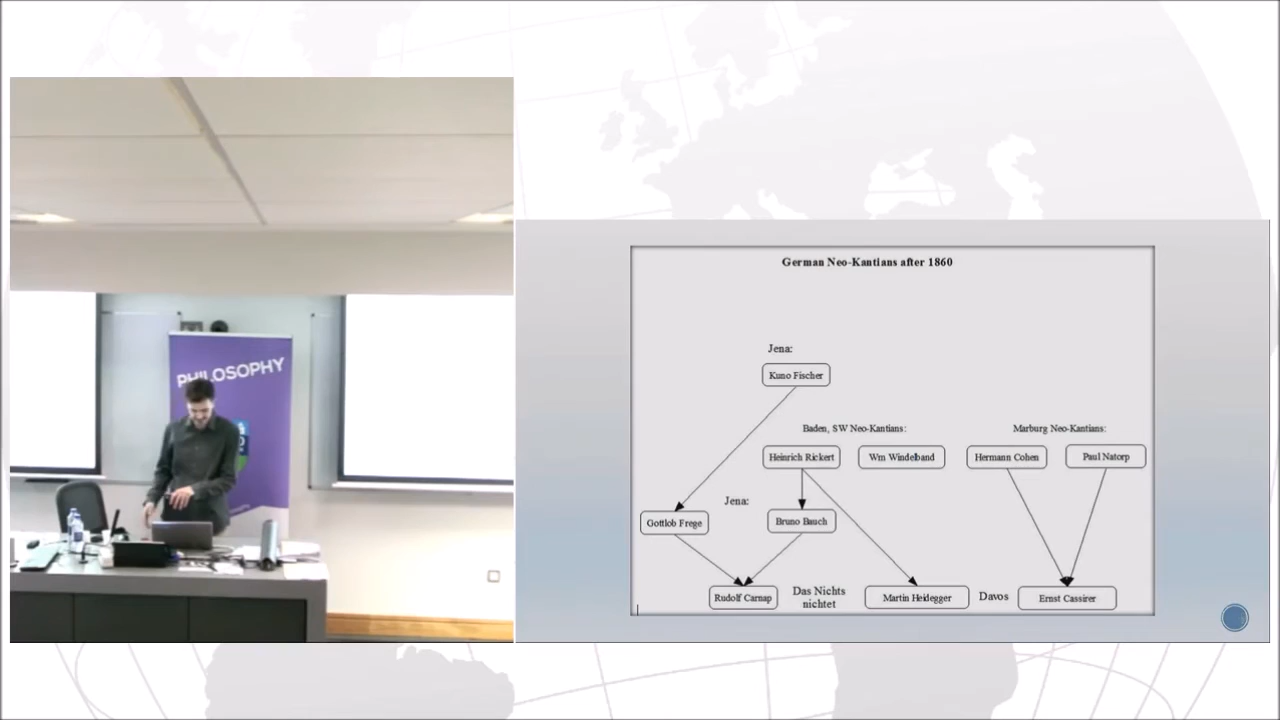 PHILOSOPHY
German Neo-Kantians after 1860
Jena:
Kuno Fischer
Baden, SW Neo-Kantians:
Marburg Neo-Kantians:
Heinrich Rickert
Wm Windelband
Hermann Cohen
Paul Natorp
Jena:
Gottlob Frege
Bruno Bauch
Rudolf Carnap
Das Nichts
nichtet
Martin Heidegger
Davos
Ernst Cassirer